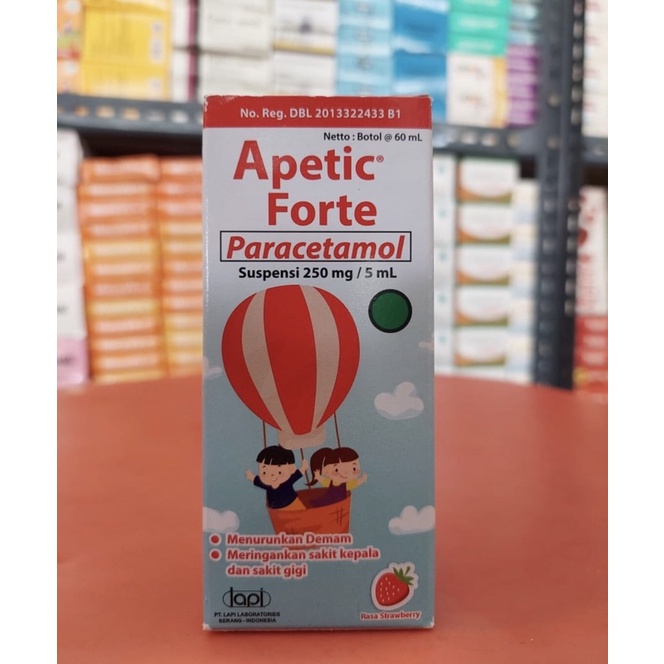 No. Reg. DBL 2013322433 B1
Netto : Botol @ 60 mL
Apetic®
Forte
Paracetamol
Suspensi 250 mg / 5 mL
• Menurunkan Demam
• Meringankan sakit kepala
dan sakit gigi
lapi
PT. LAPI LABORATORIES
SERANG - INDONESIA
Rasa Strawberry